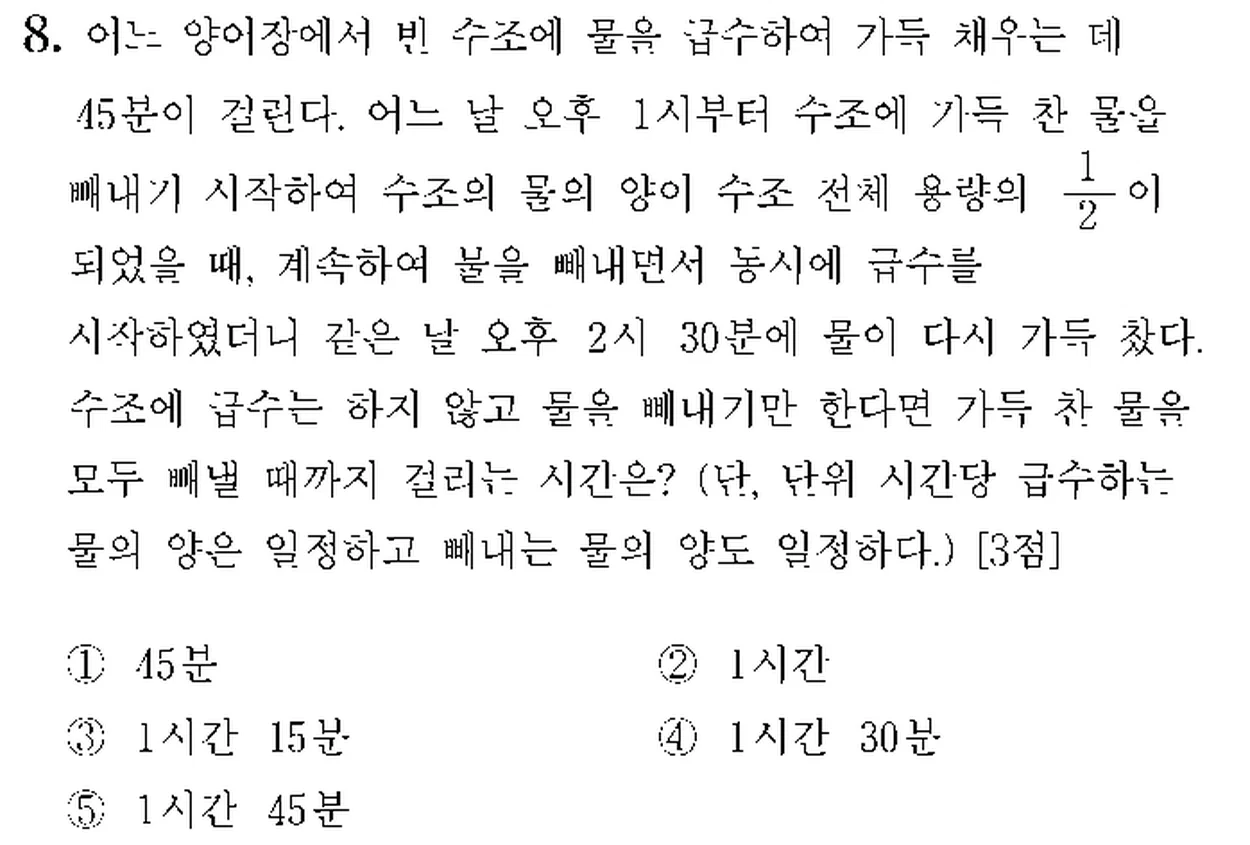 8. 어느 양어장에서 빈 수조에 물을 급수하여 가득 채우는 데
45분이 걸린다. 어느 날 오후 1시부터 수조에 가득 찬 물을
빼내기 시작하여 수조의 물의 양이 수조 전체 용량의 1/2 이
되었을 때, 계속하여 물을 빼내면서 동시에 급수를
시작하였더니 같은 날 오후 2시 30분에 물이 다시 가득 찼다.
수조에 급수는 하지 않고 물을 빼내기만 한다면 가득 찬 물을
모두 빼낼 때까지 걸리는 시간은? (단, 단위 시간당 급수하는
물의 양은 일정하고 빼내는 물의 양도 일정하다.) [3점]
① 45분 ② 1시간
③ 1시간 15분 ④ 1시간 30분
⑤ 1시간 45분